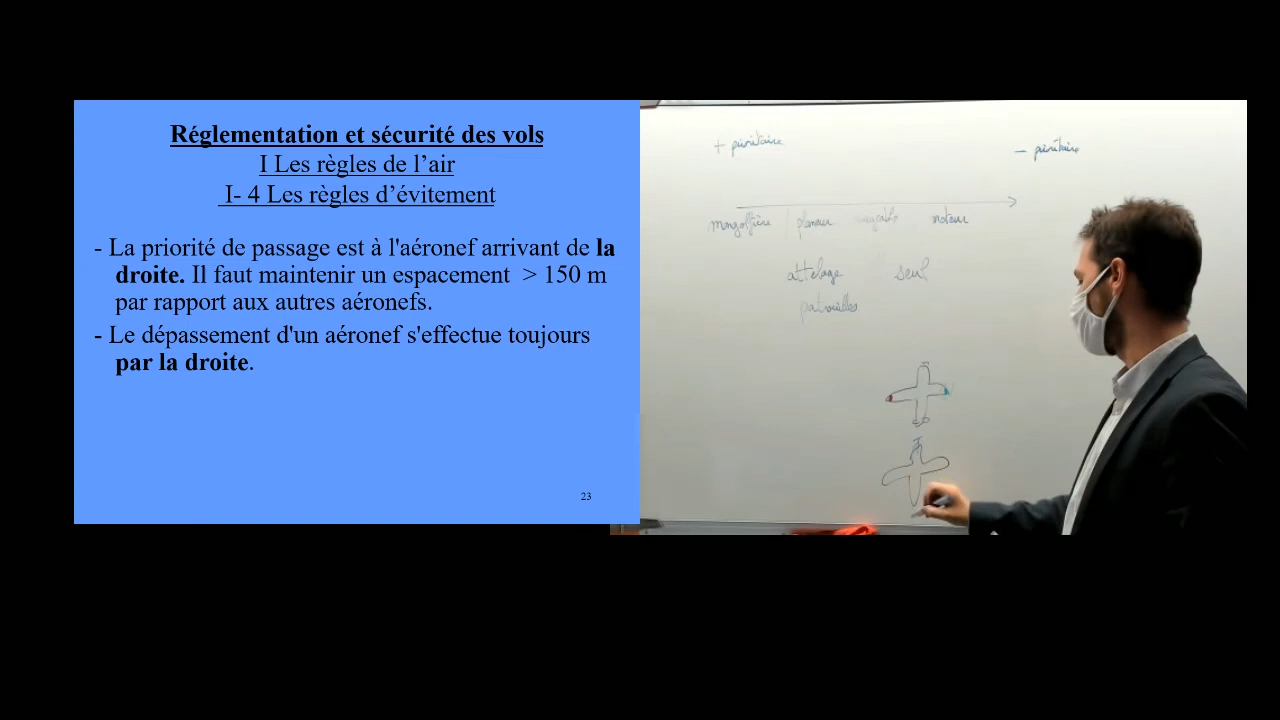 Réglementation et sécurité des vols
I Les règles de l’air
I- 4 Les règles d’évitement
- La priorité de passage est à l'aéronef arrivant de la
droite. Il faut maintenir un espacement > 150 m
par rapport aux autres aéronefs.
- Le dépassement d'un aéronef s'effectue toujours
par la droite.
23
+ prioritaire
- prioritaire
planeur moteur
attelage seul
patrouilles